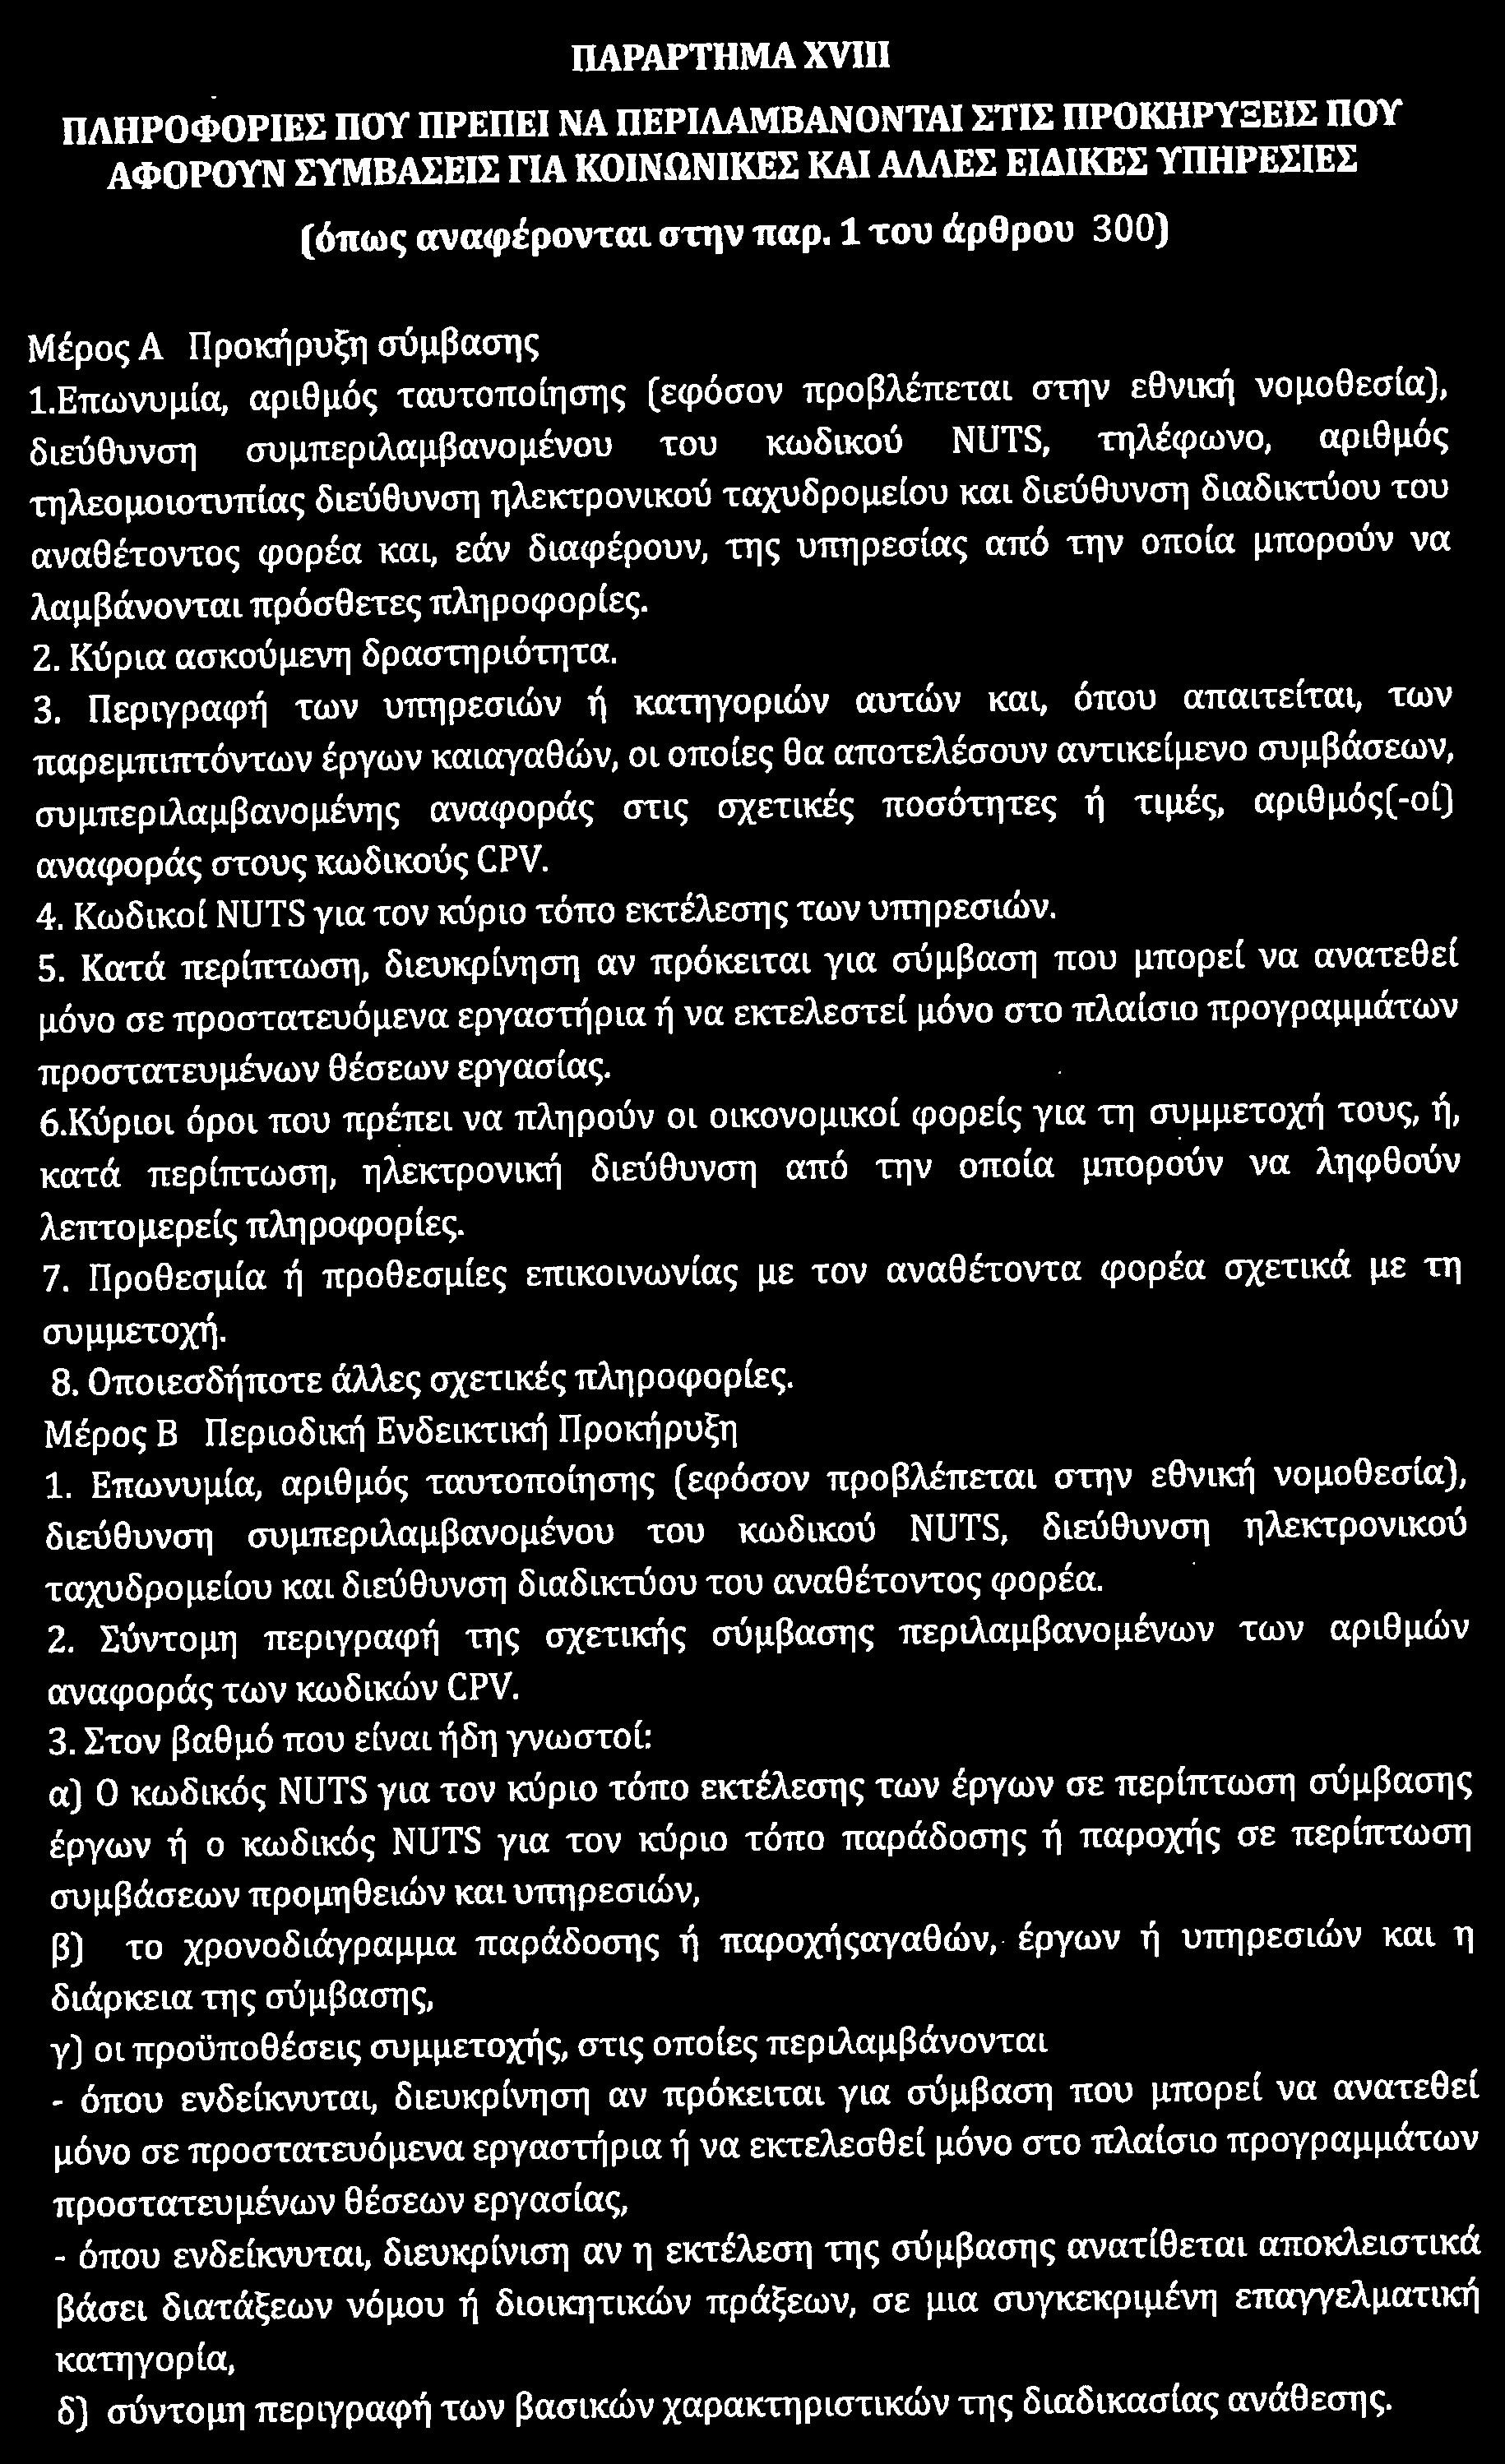 ΠΑΡΑΡΤΗΜΑ XVIII
ΠΛΗΡΟΦΟΡΙΕΣ ΠΟΥ ΠΡΕΠΕΙ ΝΑ ΠΕΡΙΛΑΜΒΑΝΟΝΤΑΙ ΣΤΙΣ ΠΡΟΚΗΡΥΞΕΙΣ ΠΟΥ
ΑΦΟΡΟΥΝ ΣΥΜΒΑΣΕΙΣ ΓΙΑ ΚΟΙΝΩΝΙΚΕΣ ΚΑΙ ΑΛΛΕΣ ΕΙΔΙΚΕΣ ΥΠΗΡΕΣΙΕΣ
(όπως αναφέρονται στην παρ. 1 του άρθρου 300)
Μέρος Α Προκήρυξη σύμβασης
1.Επωνυμία, αριθμός ταυτοποίησης (εφόσον προβλέπεται στην εθνική νομοθεσία),
διεύθυνση συμπεριλαμβανομένου του κωδικού NUTS, τηλέφωνο, αριθμός
τηλεομοιοτυπίας διεύθυνση ηλεκτρονικού ταχυδρομείου και διεύθυνση διαδικτύου του
αναθέτοντος φορέα και, εάν διαφέρουν, της υπηρεσίας από την οποία μπορούν να
λαμβάνονται πρόσθετες πληροφορίες.
2. Κύρια ασκούμενη δραστηριότητα.
3. Περιγραφή των υπηρεσιών ή κατηγοριών αυτών και, όπου απαιτείται, των
παρεμπιπτόντων έργων καιαγαθών, οι οποίες θα αποτελέσουν αντικείμενο συμβάσεων,
συμπεριλαμβανομένης αναφοράς στις σχετικές ποσότητες ή τιμές, αριθμός(-οί)
αναφοράς στους κωδικούς CPV.
4. Κωδικοί NUTS για τον κύριο τόπο εκτέλεσης των υπηρεσιών.
5. Κατά περίπτωση, διευκρίνηση αν πρόκειται για σύμβαση που μπορεί να ανατεθεί
μόνο σε προστατευόμενα εργαστήρια ή να εκτελεστεί μόνο στο πλαίσιο προγραμμάτων
προστατευμένων θέσεων εργασίας.
6.Κύριοι όροι που πρέπει να πληρούν οι οικονομικοί φορείς για τη συμμετοχή τους, ή,
κατά περίπτωση, ηλεκτρονική διεύθυνση από την οποία μπορούν να ληφθούν
λεπτομερείς πληροφορίες.
7. Προθεσμία ή προθεσμίες επικοινωνίας με τον αναθέτοντα φορέα σχετικά με τη
συμμετοχή.
8. Οποιεσδήποτε άλλες σχετικές πληροφορίες.
Μέρος Β Περιοδική Ενδεικτική Προκήρυξη
1. Επωνυμία, αριθμός ταυτοποίησης (εφόσον προβλέπεται στην εθνική νομοθεσία),
διεύθυνση συμπεριλαμβανομένου του κωδικού NUTS, διεύθυνση ηλεκτρονικού
ταχυδρομείου και διεύθυνση διαδικτύου του αναθέτοντος φορέα.
2. Σύντομη περιγραφή της σχετικής σύμβασης περιλαμβανομένων των αριθμών
αναφοράς των κωδικών CPV.
3. Στον βαθμό που είναι ήδη γνωστοί:
α) Ο κωδικός NUTS για τον κύριο τόπο εκτέλεσης των έργων σε περίπτωση σύμβασης
έργων ή ο κωδικός NUTS για τον κύριο τόπο παράδοσης ή παροχής σε περίπτωση
συμβάσεων προμηθειών και υπηρεσιών,
β) το χρονοδιάγραμμα παράδοσης ή παροχήςαγαθών, έργων ή υπηρεσιών και η
διάρκεια της σύμβασης,
γ) οι προϋποθέσεις συμμετοχής, στις οποίες περιλαμβάνονται
- όπου ενδείκνυται, διευκρίνηση αν πρόκειται για σύμβαση που μπορεί να ανατεθεί
μόνο σε προστατευόμενα εργαστήρια ή να εκτελεσθεί μόνο στο πλαίσιο προγραμμάτων
προστατευμένων θέσεων εργασίας,
- όπου ενδείκνυται, διευκρίνιση αν η εκτέλεση της σύμβασης ανατίθεται αποκλειστικά
βάσει διατάξεων νόμου ή διοικητικών πράξεων, σε μια συγκεκριμένη επαγγελματική
κατηγορία,
δ) σύντομη περιγραφή των βασικών χαρακτηριστικών της διαδικασίας ανάθεσης.